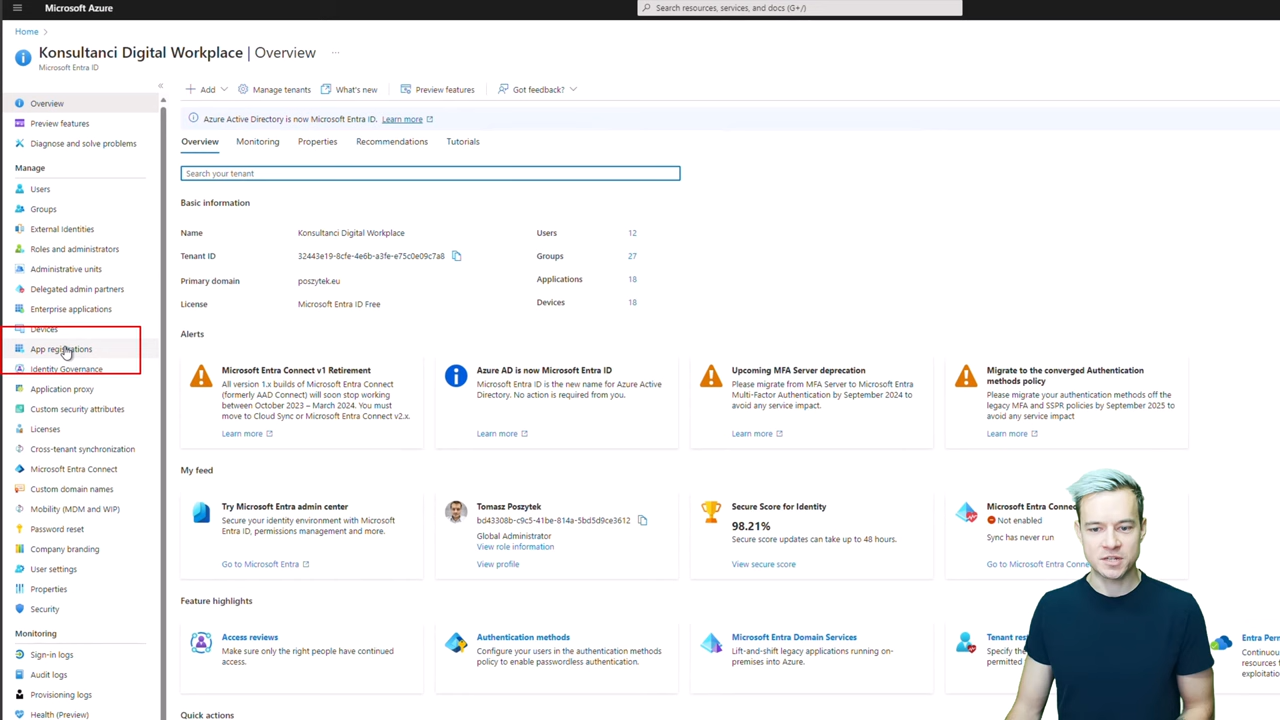 Microsoft Azure
Search resources, services, and docs (G+/)
Home
Konsultanci Digital Workplace | Overview
Microsoft Entra ID
Add
Manage tenants
What's new
Preview features
Got feedback?
Overview
Preview features
Diagnose and solve problems
Manage
Users
Groups
External Identities
Roles and administrators
Administrative units
Delegated admin partners
Enterprise applications
Devices
App registrations
Identity Governance
Application proxy
Custom security attributes
Licenses
Cross-tenant synchronization
Microsoft Entra Connect
Custom domain names
Mobility (MDM and WIP)
Password reset
Company branding
User settings
Properties
Security
Monitoring
Sign-in logs
Audit logs
Provisioning logs
Health (Preview)
Azure Active Directory is now Microsoft Entra ID. Learn more
Overview
Monitoring
Properties
Recommendations
Tutorials
Search your tenant
Basic information
Name Konsultanci Digital Workplace Users 12
Tenant ID 32443e19-8cfe-4e6b-a3fe-e75c0e09c7a8 Groups 27
Primary domain poszytek.eu Applications 18
License Microsoft Entra ID Free Devices 18
Alerts
Microsoft Entra Connect v1 Retirement
All version 1.x builds of Microsoft Entra Connect
(formerly AAD Connect) will soon stop working
between October 2023 – March 2024. You must
move to Cloud Sync or Microsoft Entra Connect v2.x.
Learn more
Azure AD is now Microsoft Entra ID
Microsoft Entra ID is the new name for Azure Active
Directory. No action is required from you.
Learn more
Upcoming MFA Server deprecation
Please migrate from MFA Server to Microsoft Entra
Multi-Factor Authentication by September 2024 to
avoid any service impact.
Learn more
Migrate to the converged Authentication
methods policy
Please migrate your authentication methods off the
legacy MFA and SSPR policies by September 2025 to
avoid any service impact
Learn more
My feed
Try Microsoft Entra admin center
Secure your identity environment with Microsoft
Entra ID, permissions management and more.
Go to Microsoft Entra
Tomasz Poszytek
bd43308b-c9c5-41be-814a-5bd5d9ce3612
Global Administrator
View role information
View profile
Secure Score for Identity
98.21%
Secure score updates can take up to 48 hours.
View secure score
Microsoft Entra Connec
Not enabled
Sync has never run
Go to Microsoft Entra Conne
Feature highlights
Access reviews
Make sure only the right people have continued
access.
Authentication methods
Configure your users in the authentication methods
policy to enable passwordless authentication.
Microsoft Entra Domain Services
Lift-and-shift legacy applications running on-
premises into Azure.
Tenant res
Specify the
permitted
Entra Per
Continuou
resources f
exploitation
Quick actions